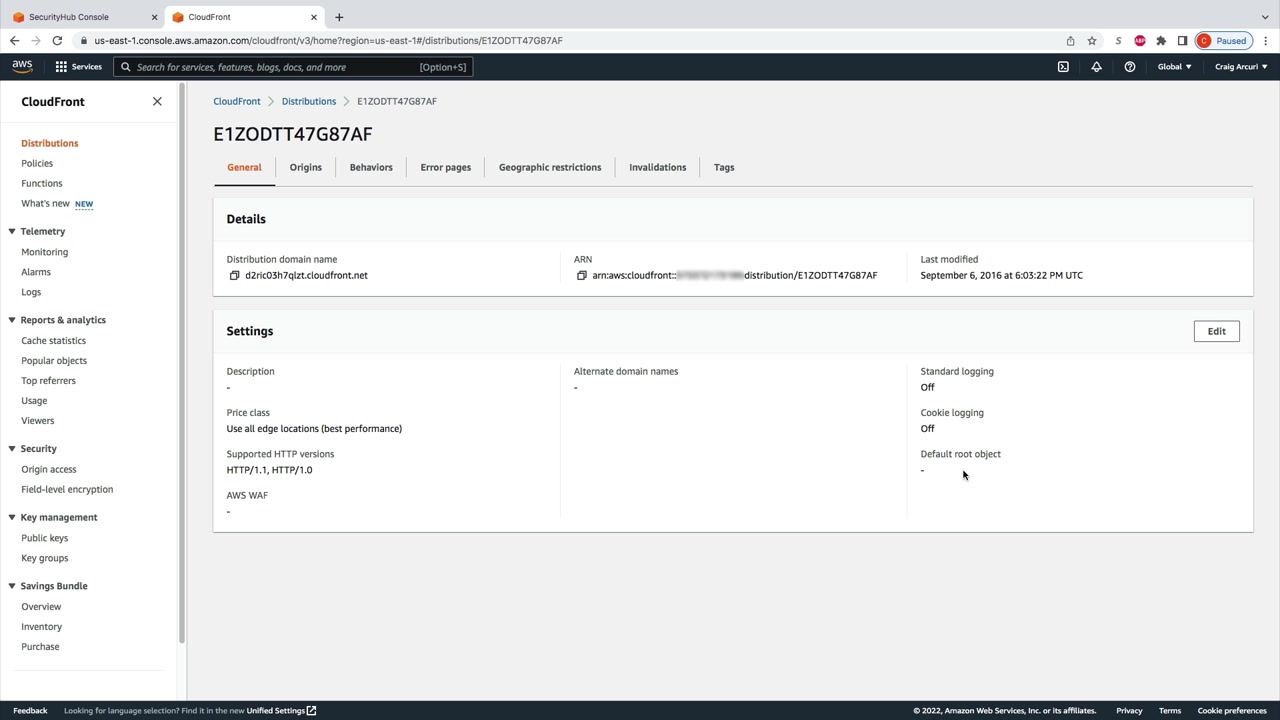 SecurityHub Console
CloudFront
us-east-1.console.aws.amazon.com/cloudfront/v3/home?region=us-east-1#/distributions/E1ZODTT47G87AF
S
ABP
C Paused
aws
Services
Search for services, features, blogs, docs, and more [Option+S]
Global
Craig Arcuri
CloudFront
Distributions
Policies
Functions
What's new NEW
Telemetry
Monitoring
Alarms
Logs
Reports & analytics
Cache statistics
Popular objects
Top referrers
Usage
Viewers
Security
Origin access
Field-level encryption
Key management
Public keys
Key groups
Savings Bundle
Overview
Inventory
Purchase
CloudFront > Distributions > E1ZODTT47G87AF
E1ZODTT47G87AF
General
Origins
Behaviors
Error pages
Geographic restrictions
Invalidations
Tags
Details
Distribution domain name
d2ric03h7qlzt.cloudfront.net
ARN
arn:aws:cloudfront:: distribution/E1ZODTT47G87AF
Last modified
September 6, 2016 at 6:03:22 PM UTC
Settings
Edit
Description
-
Price class
Use all edge locations (best performance)
Supported HTTP versions
HTTP/1.1, HTTP/1.0
AWS WAF
-
Alternate domain names
-
Standard logging
Off
Cookie logging
Off
Default root object
-
Feedback
Looking for language selection? Find it in the new Unified Settings
© 2022, Amazon Web Services, Inc. or its affiliates.
Privacy
Terms
Cookie preferences